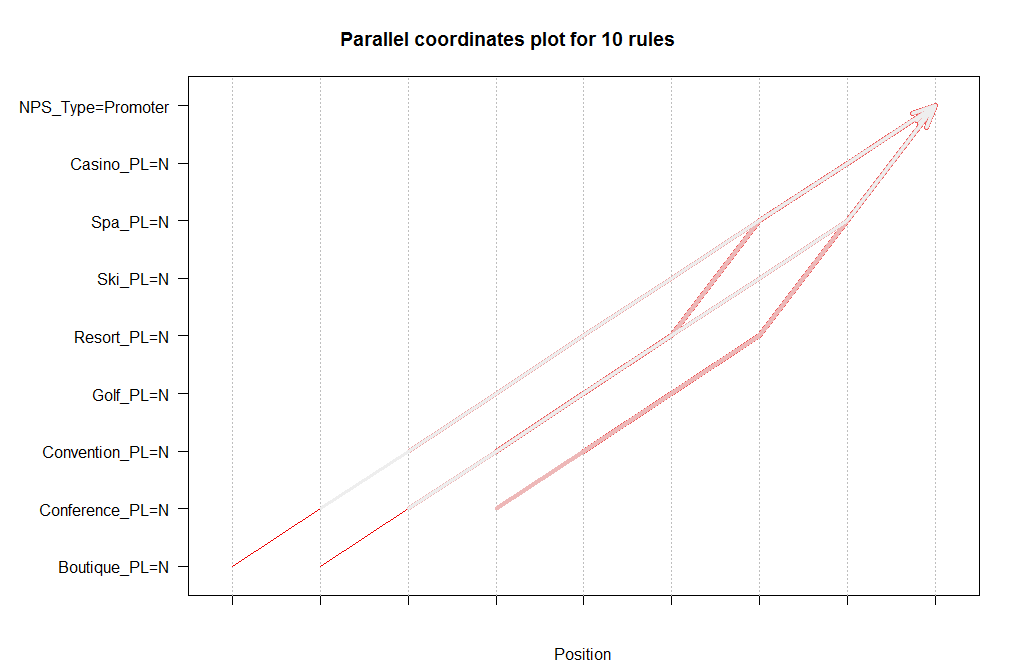 Parallel coordinates plot for 10 rules
NPS_Type=Promoter
Casino_PL=N
Spa_PL=N
Ski_PL=N
Resort_PL=N
Golf_PL=N
Convention_PL=N
Conference_PL=N
Boutique_PL=N
Position